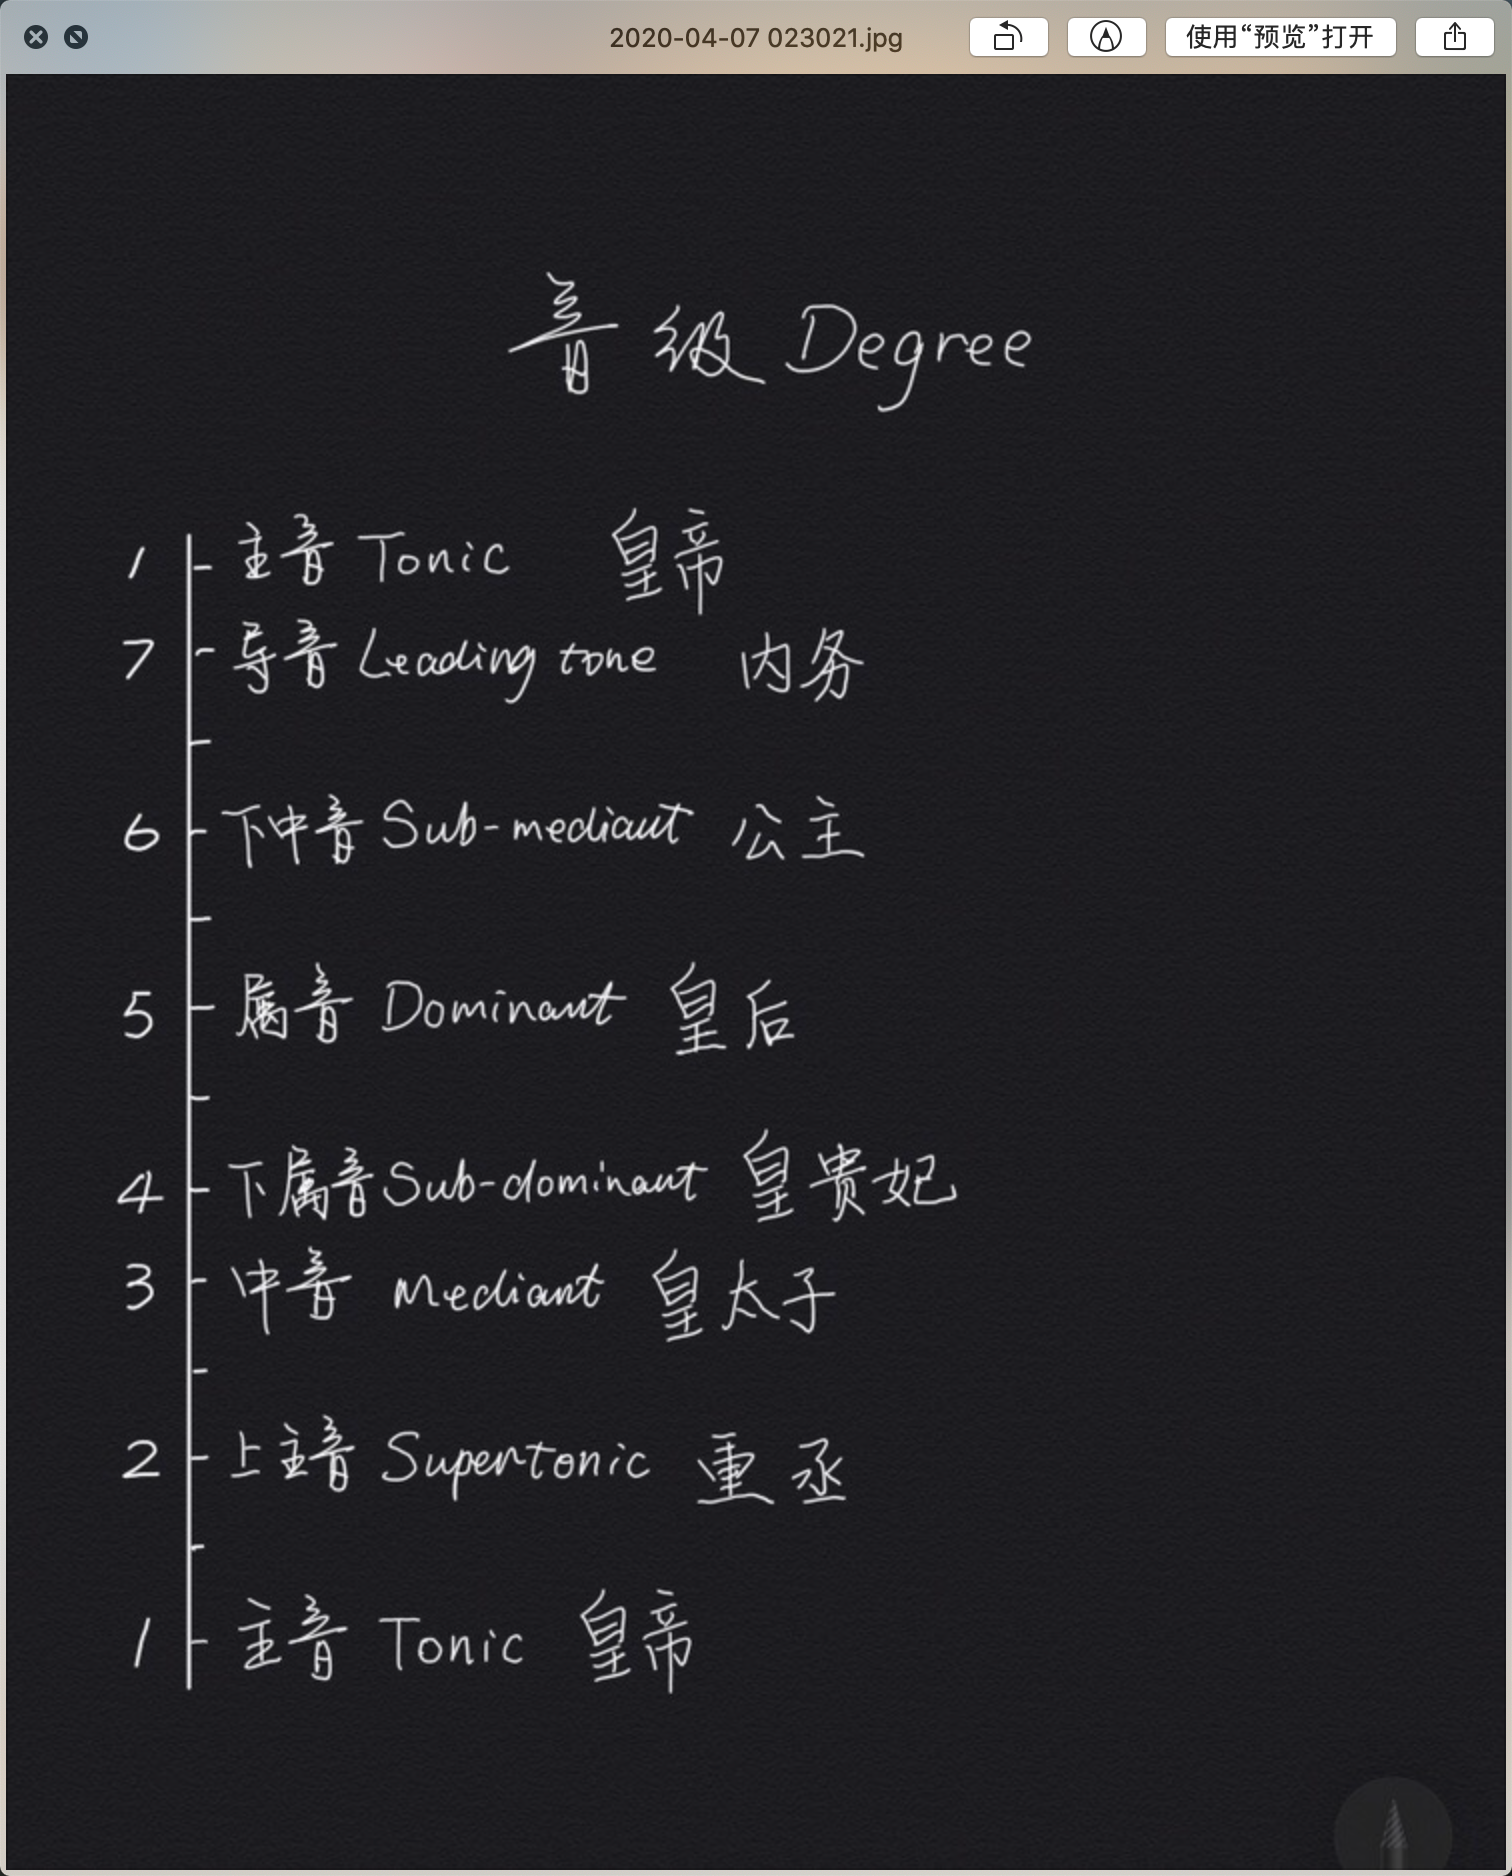 2020-04-07 023021.jpg 使用“预览”打开
音级 Degree
1 主音 Tonic 皇帝
7 导音 Leading tone 内务
6 下中音 Sub-mediant 公主
5 属音 Dominant 皇后
4 下属音 Sub-dominant 皇贵妃
3 中音 Mediant 皇太子
2 上主音 Supertonic 重丞
1 主音 Tonic 皇帝